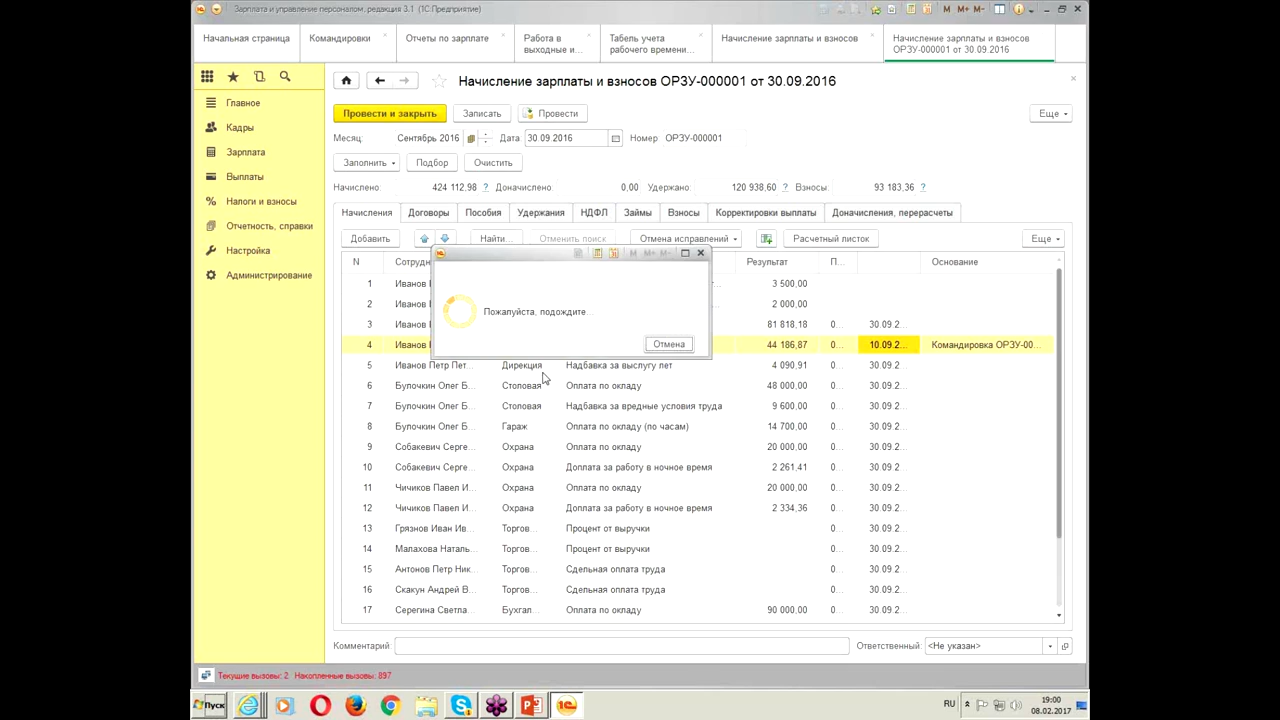 Зарплата и управление персоналом, редакция 3.1 (1С:Предприятие)
M M+ M-
Начальная страница
Командировки
Отчеты по зарплате
Работа в выходные и...
Табель учета рабочего времени...
Начисление зарплаты и взносов
Начисление зарплаты и взносов ОРЗУ-000001 от 30.09.2016
Главное
Кадры
Зарплата
Выплаты
Налоги и взносы
Отчетность, справки
Настройка
Администрирование
Начисление зарплаты и взносов ОРЗУ-000001 от 30.09.2016
Провести и закрыть Записать Провести Еще
Месяц: Сентябрь 2016 Дата 30.09.2016 Номер ОРЗУ-000001
Заполнить Подбор Очистить
Начислено: 424 112,98 ? Доначислено: 0,00 Удержано: 120 938,60 ? Взносы: 93 183,36 ?
Начисления Договоры Пособия Удержания НДФЛ Займы Взносы Корректировки выплаты Доначисления, перерасчеты
Добавить Найти... Отменить поиск Отмена исправлений Расчетный листок Еще
N Сотруд Результат П... Основание
1 Иванов 3 500,00
2 Иванов 2 000,00
3 Иванов 81 818,18 0... 30.09.2...
4 Иванов 44 186,87 0... 10.09.2... Командировка ОРЗУ-00...
5 Иванов Петр Пет... Дирекция Надбавка за выслугу лет 4 090,91 0... 30.09.2...
6 Булочкин Олег Б... Столовая Оплата по окладу 48 000,00 0... 30.09.2...
7 Булочкин Олег Б... Столовая Надбавка за вредные условия труда 9 600,00 0... 30.09.2...
8 Булочкин Олег Б... Гараж Оплата по окладу (по часам) 14 700,00 0... 30.09.2...
9 Собакевич Серге... Охрана Оплата по окладу 20 000,00 0... 30.09.2...
10 Собакевич Серге... Охрана Доплата за работу в ночное время 2 261,41 0... 30.09.2...
11 Чичиков Павел И... Охрана Оплата по окладу 20 000,00 0... 30.09.2...
12 Чичиков Павел И... Охрана Доплата за работу в ночное время 2 334,36 0... 30.09.2...
13 Грязнов Иван Ив... Торгов... Процент от выручки 0... 30.09.2...
14 Малахова Наталь... Торгов... Процент от выручки 0... 30.09.2...
15 Антонов Петр Ник... Торгов... Сдельная оплата труда 0... 30.09.2...
16 Скакун Андрей В... Торгов... Сдельная оплата труда 0... 30.09.2...
17 Серегина Светла... Бухгал... Оплата по окладу 90 000,00 0... 30.09.2...
M M+ M-
Пожалуйста, подождите...
Отмена
Комментарий: Ответственный: <Не указан>
Текущие вызовы: 2 Накопленные вызовы: 897
Пуск RU 19:00
08.02.2017